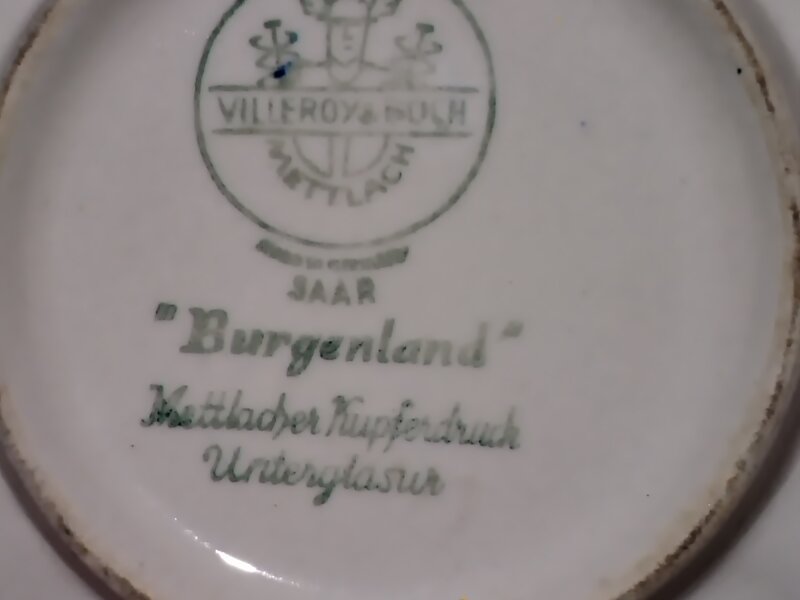 VILLEROY & BOCH
METTLACH
SAAR
"Burgenland"
Mettlacher Kupferdruck
Unterglasur